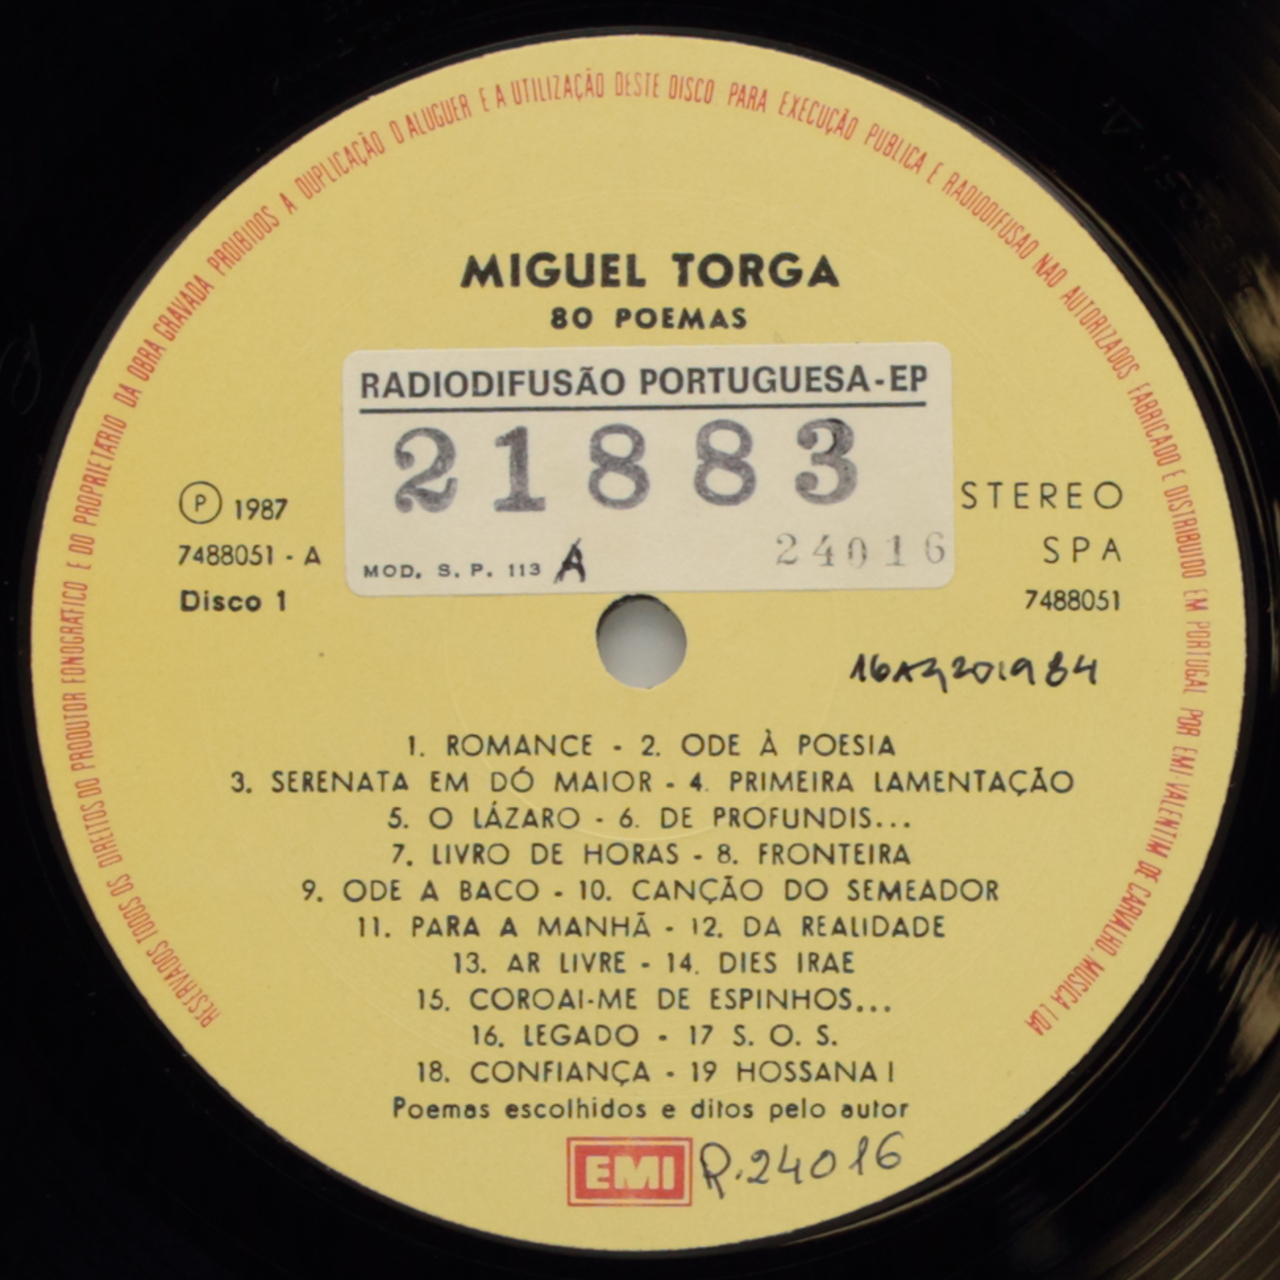 RESERVADOS TODOS OS DIREITOS DO PRODUTOR FONOGRAFICO E DO PROPRIETARIO DA OBRA GRAVADA PROIBIDOS A DUPLICAÇÃO O ALUGUER E A UTILIZAÇÃO DESTE DISCO PARA EXECUÇÃO PUBLICA E RADIODIFUSAO NAO AUTORIZADOS FABRICADO E DISTRIBUIDO EM PORTUGAL POR EMI-VALENTIM DE CARVALHO, MUSICA LDA
MIGUEL TORGA
80 POEMAS
RADIODIFUSÃO PORTUGUESA-EP
21883
MOD. S. P. 113 A
24016
Ⓟ 1987
7488051 - A
Disco 1
STEREO
SPA
7488051
1. ROMANCE - 2. ODE À POESIA
3. SERENATA EM DÓ MAIOR - 4. PRIMEIRA LAMENTAÇÃO
5. O LÁZARO - 6. DE PROFUNDIS...
7. LIVRO DE HORAS - 8. FRONTEIRA
9. ODE A BACO - 10. CANÇÃO DO SEMEADOR
11. PARA A MANHÃ - 12. DA REALIDADE
13. AR LIVRE - 14. DIES IRAE
15. COROAI-ME DE ESPINHOS...
16. LEGADO - 17 S. O. S.
18. CONFIANÇA - 19 HOSSANA!
Poemas escolhidos e ditos pelo autor
EMI
R.24016